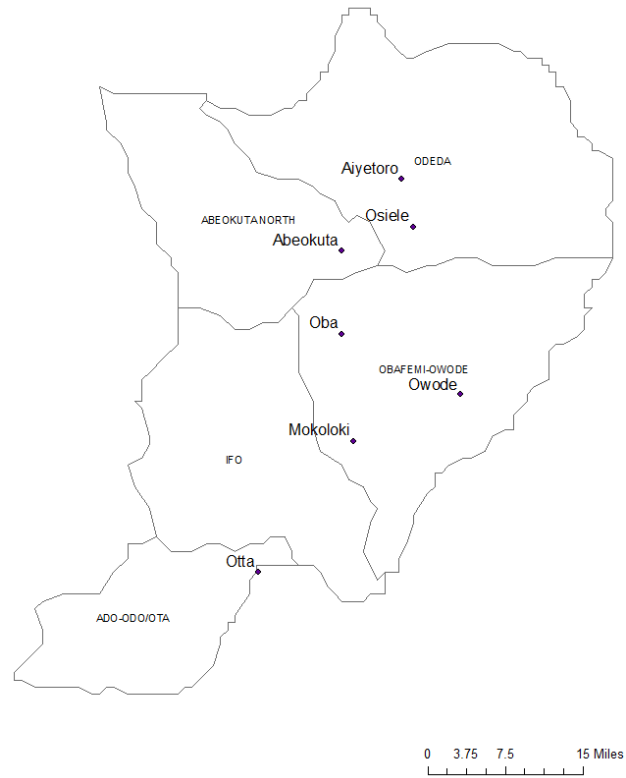 Aiyetoro
ODEDA
Osiele
ABEOKUTA NORTH
Abeokuta
Oba
OBAFEMI-OWODE
Owode
Mokoloki
IFO
Otta
ADO-ODO/OTA
0 3.75 7.5 15 Miles